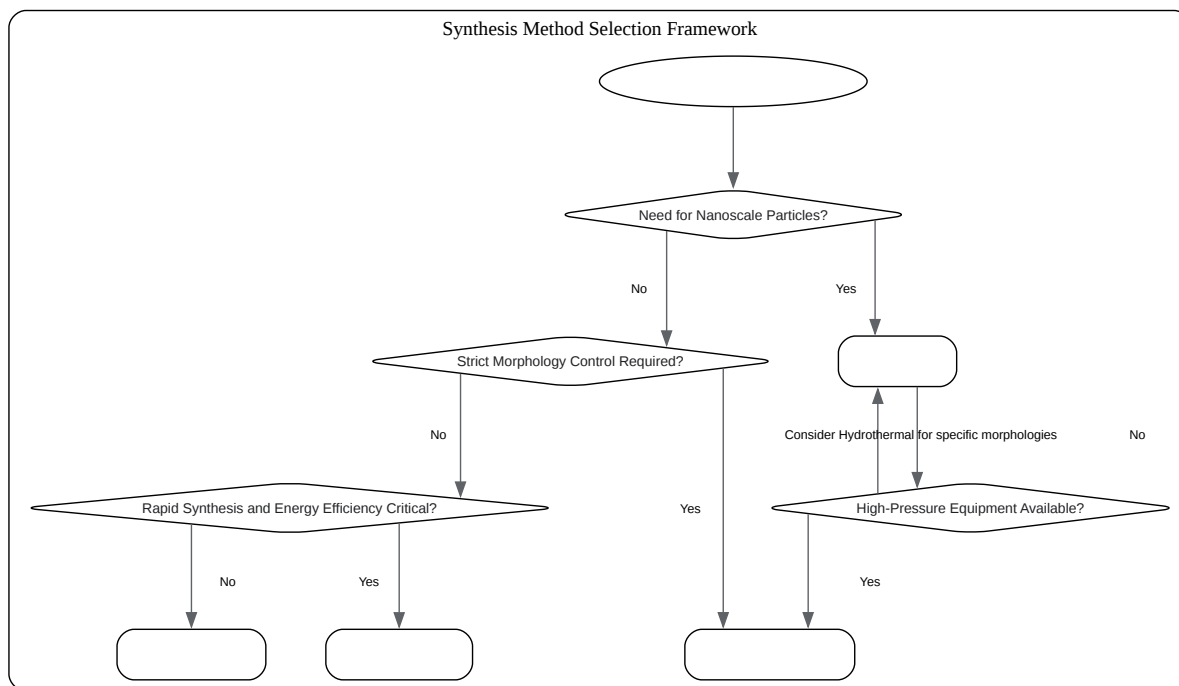 Synthesis Method Selection Framework
Need for Nanoscale Particles?
No
Yes
Strict Morphology Control Required?
No
Consider Hydrothermal for specific morphologies
No
Rapid Synthesis and Energy Efficiency Critical?
Yes
High-Pressure Equipment Available?
No
Yes
Yes